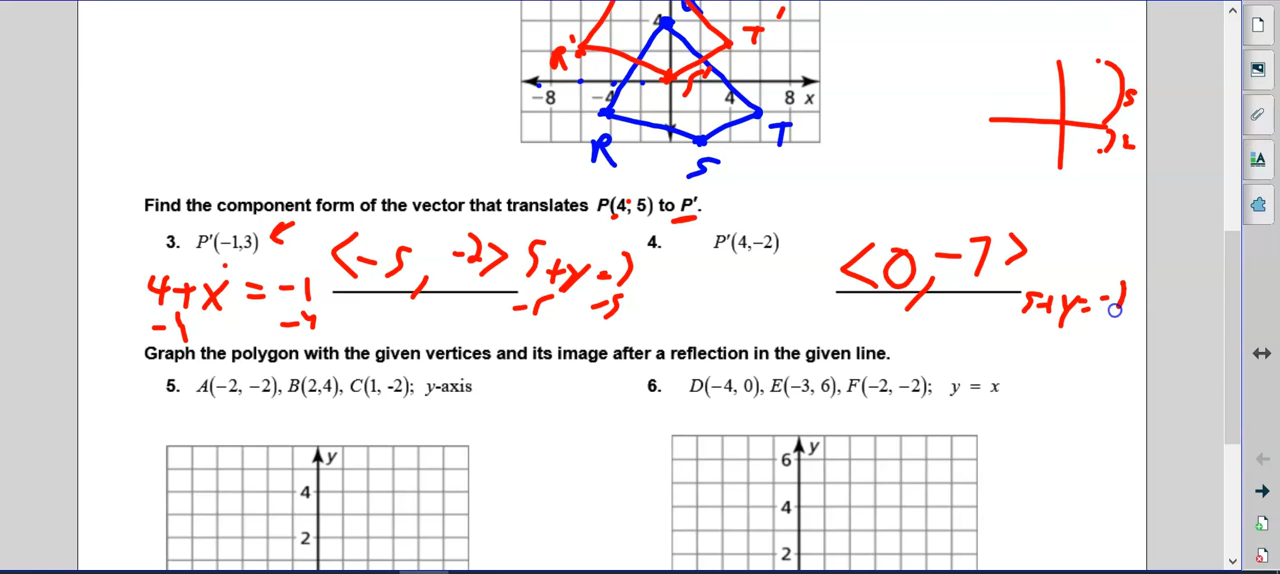 4
R'
T'
S'
-8
-4
4
8 x
R
S
T
5
2
Find the component form of the vector that translates P(4, 5) to P′.
3. P′(−1,3)
<-5, -2>
4. P′(4,−2)
<0, -7>
4+x = -1
-4
-4
5+y=
-5
-5
5+y=
Graph the polygon with the given vertices and its image after a reflection in the given line.
5. A(−2, −2), B(2,4), C(1, -2); y-axis
6. D(−4, 0), E(−3, 6), F(−2, −2); y = x
y
4
2
y
6
4
2